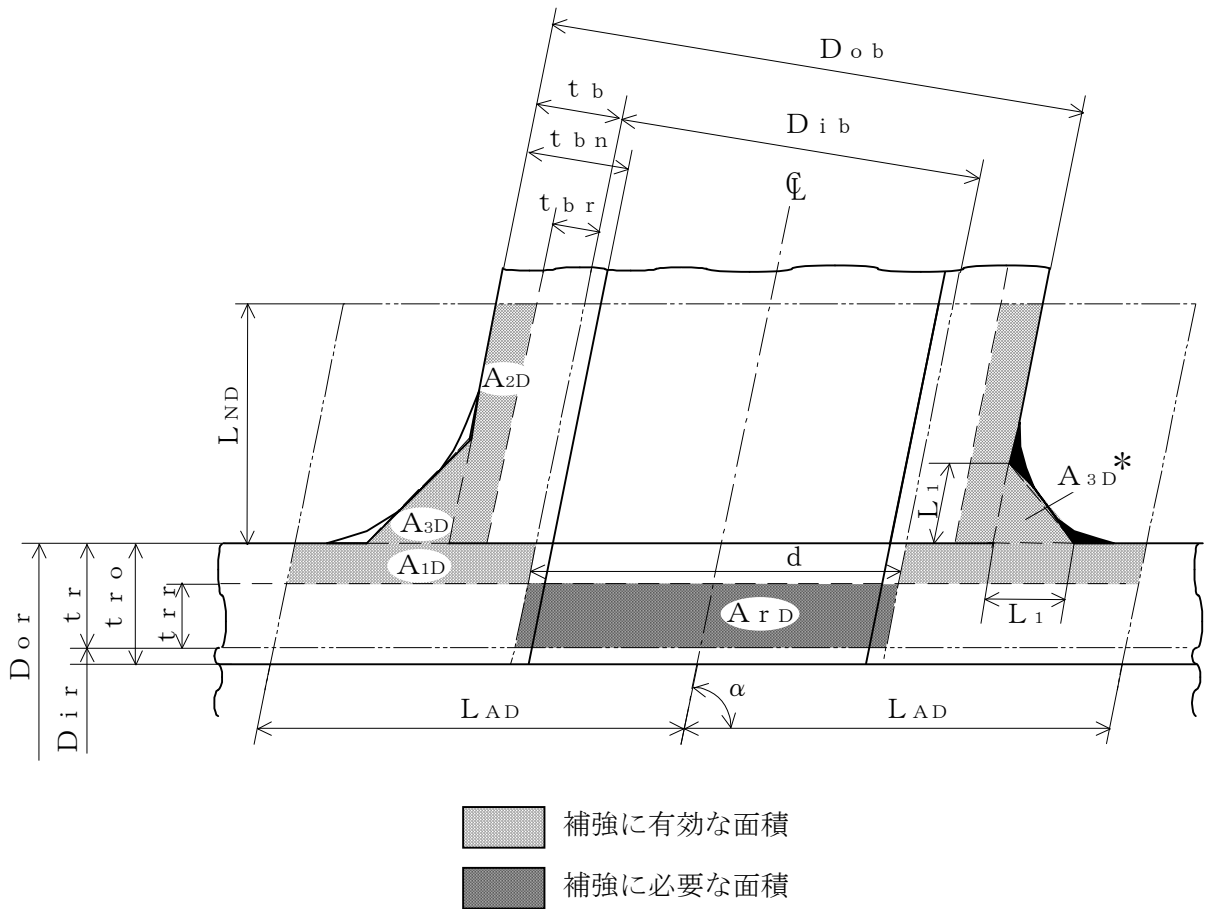 Dob
tb
Dib
tbn
℄
tbr
A2D
LND
A3D*
L1
A3D
A1D
d
tr
tro
trr
ArD
L1
Dor
Dir
α
LAD
LAD
補強に有効な面積
補強に必要な面積